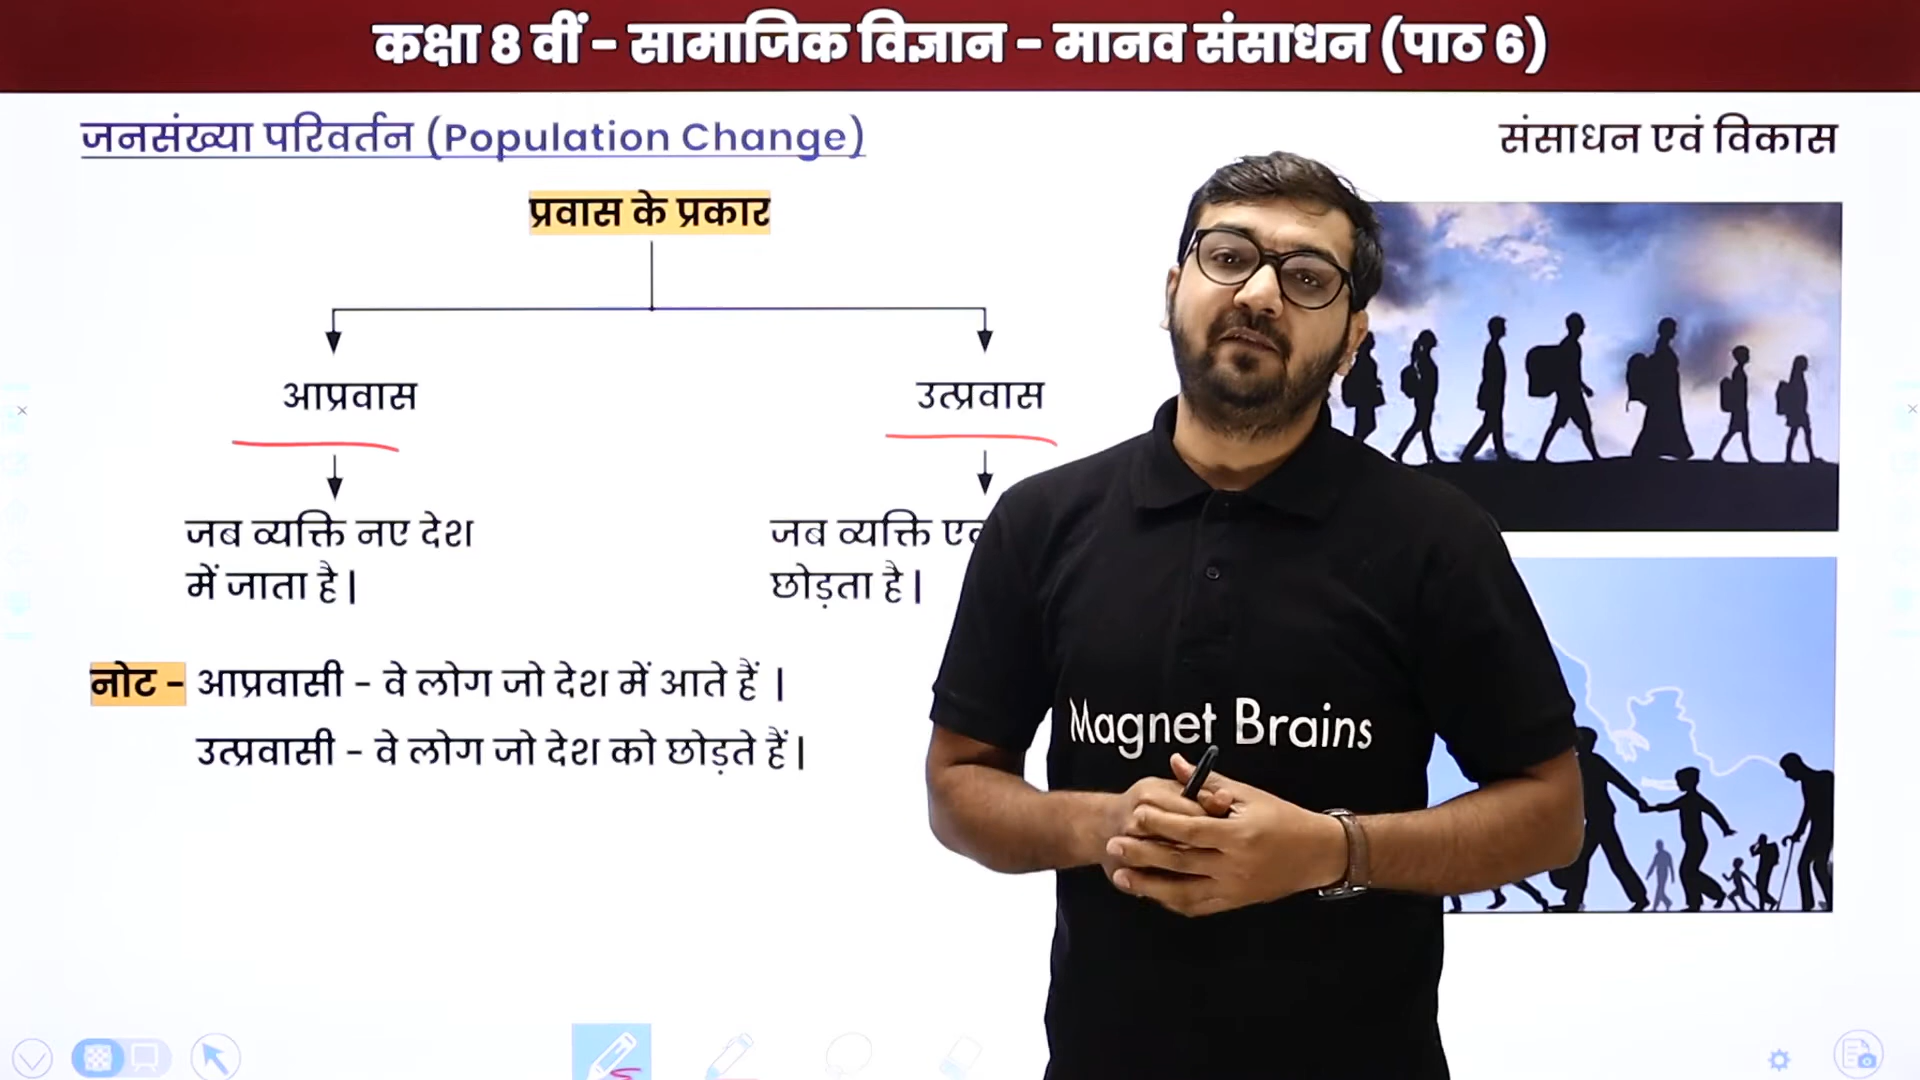 कक्षा 8 वीं - सामाजिक विज्ञान - मानव संसाधन (पाठ 6)
जनसंख्या परिवर्तन (Population Change)
संसाधन एवं विकास
प्रवास के प्रकार
आप्रवास
उत्प्रवास
जब व्यक्ति नए देश
में जाता है |
जब व्यक्ति
छोड़ता है |
नोट - आप्रवासी - वे लोग जो देश में आते हैं |
उत्प्रवासी - वे लोग जो देश को छोड़ते हैं |
Magnet Brains